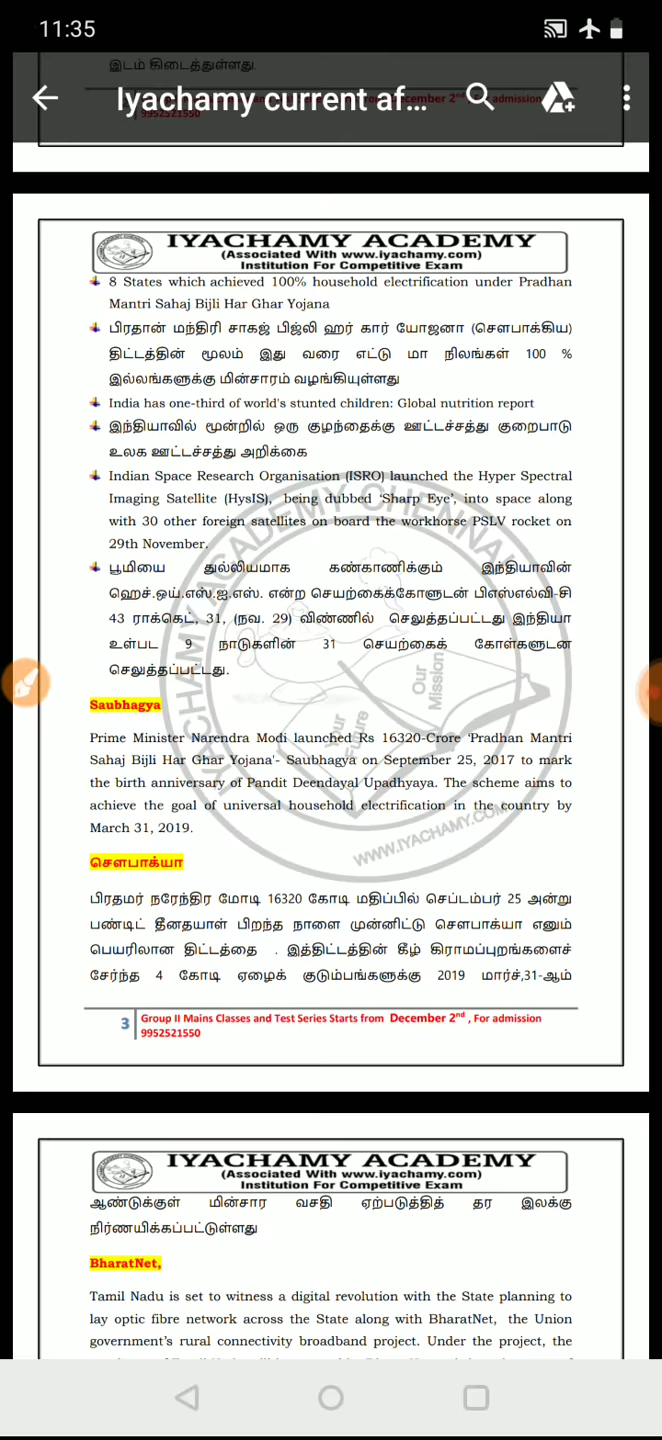 11:35
இடம் கிடைத்துள்ளது.
Iyachamy current af...
December 2nd, For admission
9952521550
IYACHAMY ACADEMY
(Associated With www.iyachamy.com)
Institution For Competitive Exam
8 States which achieved 100% household electrification under Pradhan
Mantri Sahaj Bijli Har Ghar Yojana
பிரதான் மந்திரி சாகஜ் பிஜ்லி ஹர் கார் யோஜனா (சௌபாக்கிய)
திட்டத்தின் மூலம் இது வரை எட்டு மா நிலங்கள் 100 %
இல்லங்களுக்கு மின்சாரம் வழங்கியுள்ளது
India has one-third of world's stunted children: Global nutrition report
இந்தியாவில் மூன்றில் ஒரு குழந்தைக்கு ஊட்டச்சத்து குறைபாடு
உலக ஊட்டச்சத்து அறிக்கை
Indian Space Research Organisation (ISRO) launched the Hyper Spectral
Imaging Satellite (HysIS), being dubbed 'Sharp Eye', into space along
with 30 other foreign satellites on board the workhorse PSLV rocket on
29th November.
பூமியை துல்லியமாக கண்காணிக்கும் இந்தியாவின்
ஹெச்.ஒய்.எஸ்.ஐ.எஸ். என்ற செயற்கைக்கோளுடன் பிஎஸ்எல்வி-சி
43 ராக்கெட், 31, (நவ. 29) விண்ணில் செலுத்தப்பட்டது இந்தியா
உள்பட 9 நாடுகளின் 31 செயற்கைக் கோள்களுடன
செலுத்தப்பட்டது.
Saubhagya
Prime Minister Narendra Modi launched Rs 16320-Crore 'Pradhan Mantri
Sahaj Bijli Har Ghar Yojana'- Saubhagya on September 25, 2017 to mark
the birth anniversary of Pandit Deendayal Upadhyaya. The scheme aims to
achieve the goal of universal household electrification in the country by
March 31, 2019.
சௌபாக்யா
பிரதமர் நரேந்திர மோடி 16320 கோடி மதிப்பில் செப்டம்பர் 25 அன்று
பண்டிட் தீனதயாள் பிறந்த நாளை முன்னிட்டு சௌபாக்யா எனும்
பெயரிலான திட்டத்தை . இத்திட்டத்தின் கீழ் கிராமப்புறங்களைச்
சேர்ந்த 4 கோடி ஏழைக் குடும்பங்களுக்கு 2019 மார்ச்,31-ஆம்
IYACHAMY ACADEMY CHENNAI
Your Future
Our Mission
WWW.IYACHAMY.COM
3 Group II Mains Classes and Test Series Starts from December 2nd , For admission
9952521550
IYACHAMY ACADEMY
(Associated With www.iyachamy.com)
Institution For Competitive Exam
ஆண்டுக்குள் மின்சார வசதி ஏற்படுத்தித் தர இலக்கு
நிர்ணயிக்கப்பட்டுள்ளது
BharatNet,
Tamil Nadu is set to witness a digital revolution with the State planning to
lay optic fibre network across the State along with BharatNet, the Union
government's rural connectivity broadband project. Under the project, the